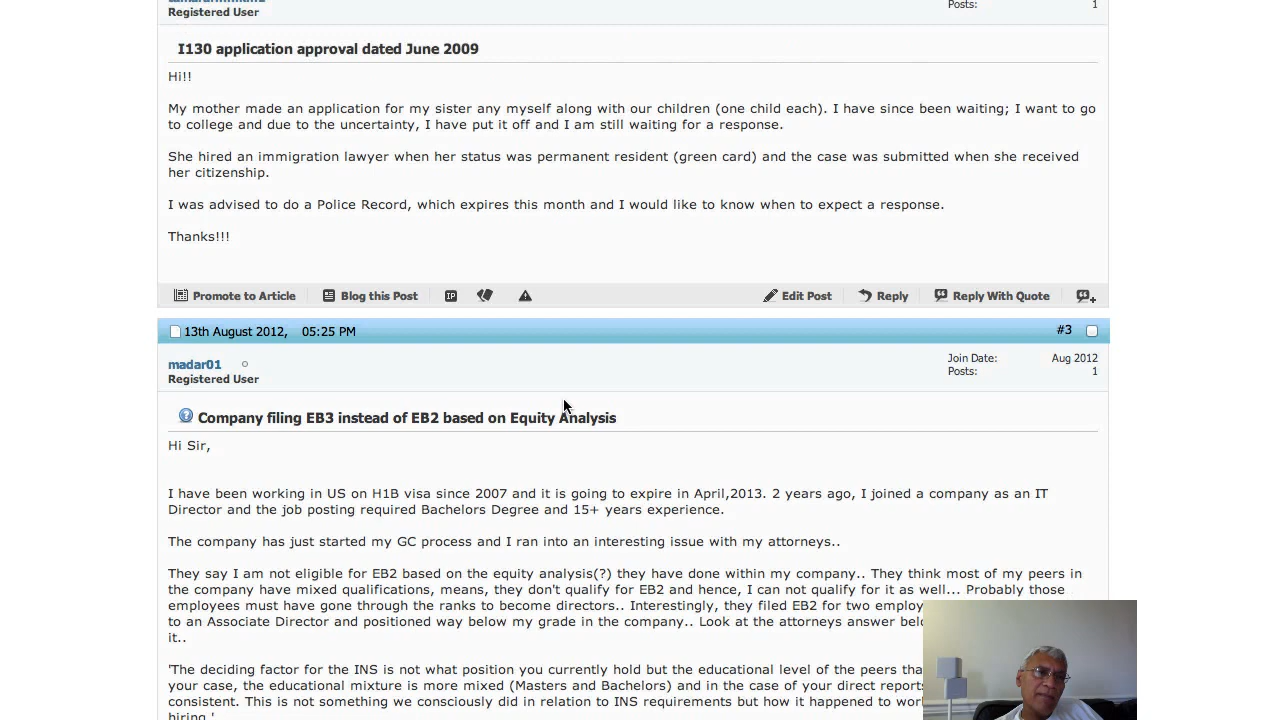 Registered User
Posts: 1
I130 application approval dated June 2009
Hi!!
My mother made an application for my sister any myself along with our children (one child each). I have since been waiting; I want to go
to college and due to the uncertainty, I have put it off and I am still waiting for a response.
She hired an immigration lawyer when her status was permanent resident (green card) and the case was submitted when she received
her citizenship.
I was advised to do a Police Record, which expires this month and I would like to know when to expect a response.
Thanks!!!
Promote to Article Blog this Post IP Edit Post Reply Reply With Quote
13th August 2012, 05:25 PM #3
madar01 Join Date: Aug 2012
Registered User Posts: 1
Company filing EB3 instead of EB2 based on Equity Analysis
Hi Sir,
I have been working in US on H1B visa since 2007 and it is going to expire in April,2013. 2 years ago, I joined a company as an IT
Director and the job posting required Bachelors Degree and 15+ years experience.
The company has just started my GC process and I ran into an interesting issue with my attorneys..
They say I am not eligible for EB2 based on the equity analysis(?) they have done within my company.. They think most of my peers in
the company have mixed qualifications, means, they don't qualify for EB2 and hence, I can not qualify for it as well... Probably those
employees must have gone through the ranks to become directors.. Interestingly, they filed EB2 for two employ
to an Associate Director and positioned way below my grade in the company.. Look at the attorneys answer belo
it..
'The deciding factor for the INS is not what position you currently hold but the educational level of the peers tha
your case, the educational mixture is more mixed (Masters and Bachelors) and in the case of your direct reports
consistent. This is not something we consciously did in relation to INS requirements but how it happened to wor
hiring.'